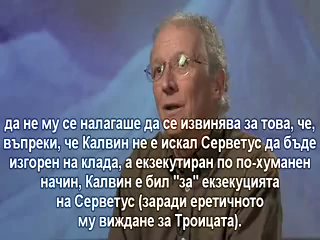 да не му се налагаше да се извинява за това, че,
въпреки, че Калвин не е искал Серветус да бъде
изгорен на клада, а екзекутиран по по-хуманен
начин, Калвин е бил "за" екзекуцията
на Серветус (заради еретичното
му виждане за Троицата).